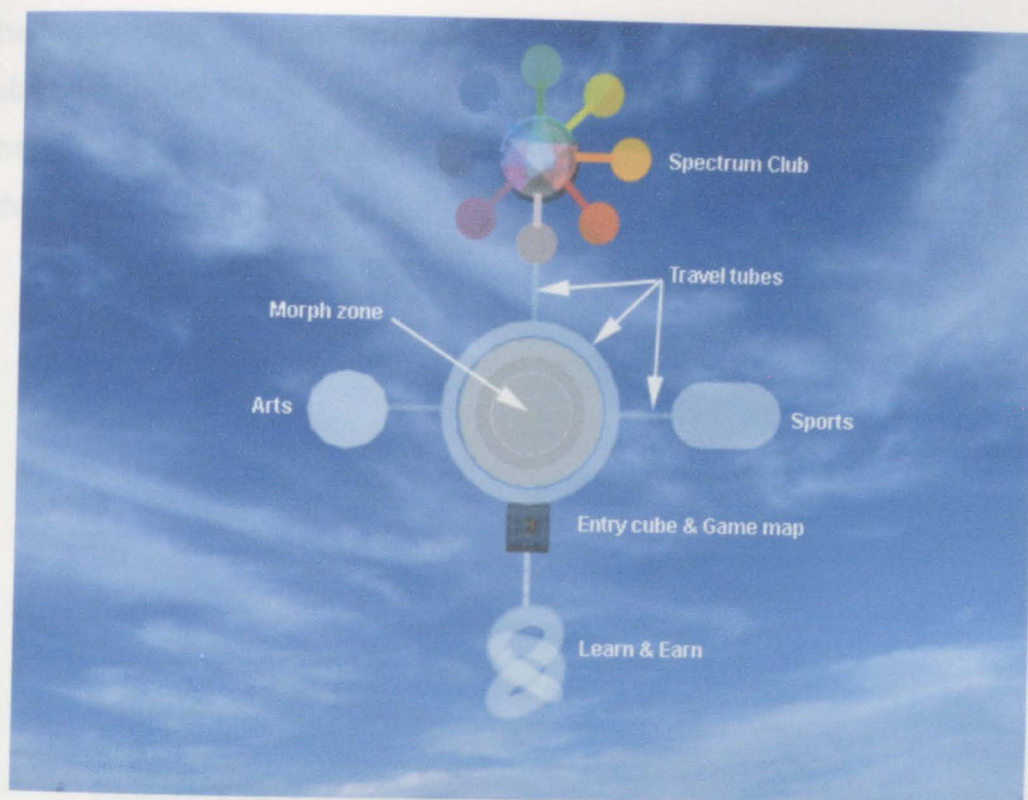 Spectrum Club
Travel tubes
Morph zone
Arts
Sports
Entry cube & Game map
Learn & Earn